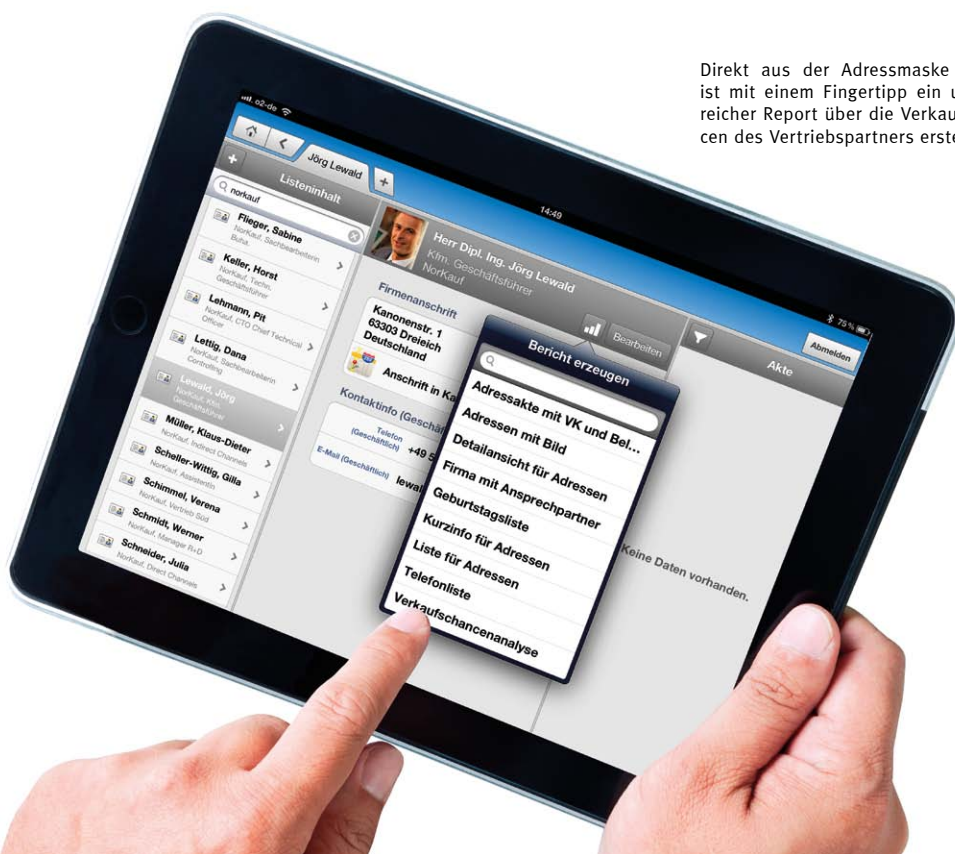 Direkt aus der Adressmaske
ist mit einem Fingertipp ein
reicher Report über die
cen des Vertriebspartners
o2-de
14:49
75 %
Jörg Lewald
Abmelden
Listeninhalt
norkauf
Flieger, Sabine
NorKauf, Sachbearbeiterin
Buha.
Keller, Horst
NorKauf, Techn.
Geschäftsführer
Lehmann, Pit
NorKauf, CTO Chief Technical
Officer
Lettig, Dana
NorKauf, Sachbearbeiterin
Controlling
Lewald, Jörg
NorKauf, Kfm.
Geschäftsführer
Müller, Klaus-Dieter
NorKauf, Indirect Channels
Scheller-Wittig, Gilla
NorKauf, Assistentin
Schimmel, Verena
NorKauf, Vertrieb Süd
Schmidt, Werner
NorKauf, Manager R+D
Schneider, Julia
NorKauf, Direct Channels
Herr Dipl. Ing. Jörg Lewald
Kfm. Geschäftsführer
NorKauf
Bearbeiten
Firmenanschrift
Kanonenstr. 1
63303 Dreieich
Deutschland
Anschrift in
Kontaktinfo
Telefon
(Geschäftlich) +49
E-Mail (Geschäftlich)
Bericht erzeugen
Adressakte mit VK und Bel...
Adressen mit Bild
Detailansicht für Adressen
Firma mit Ansprechpartner
Geburtstagsliste
Kurzinfo für Adressen
Liste für Adressen
Telefonliste
Verkaufschancenanalyse
Akte
Keine Daten vorhanden.